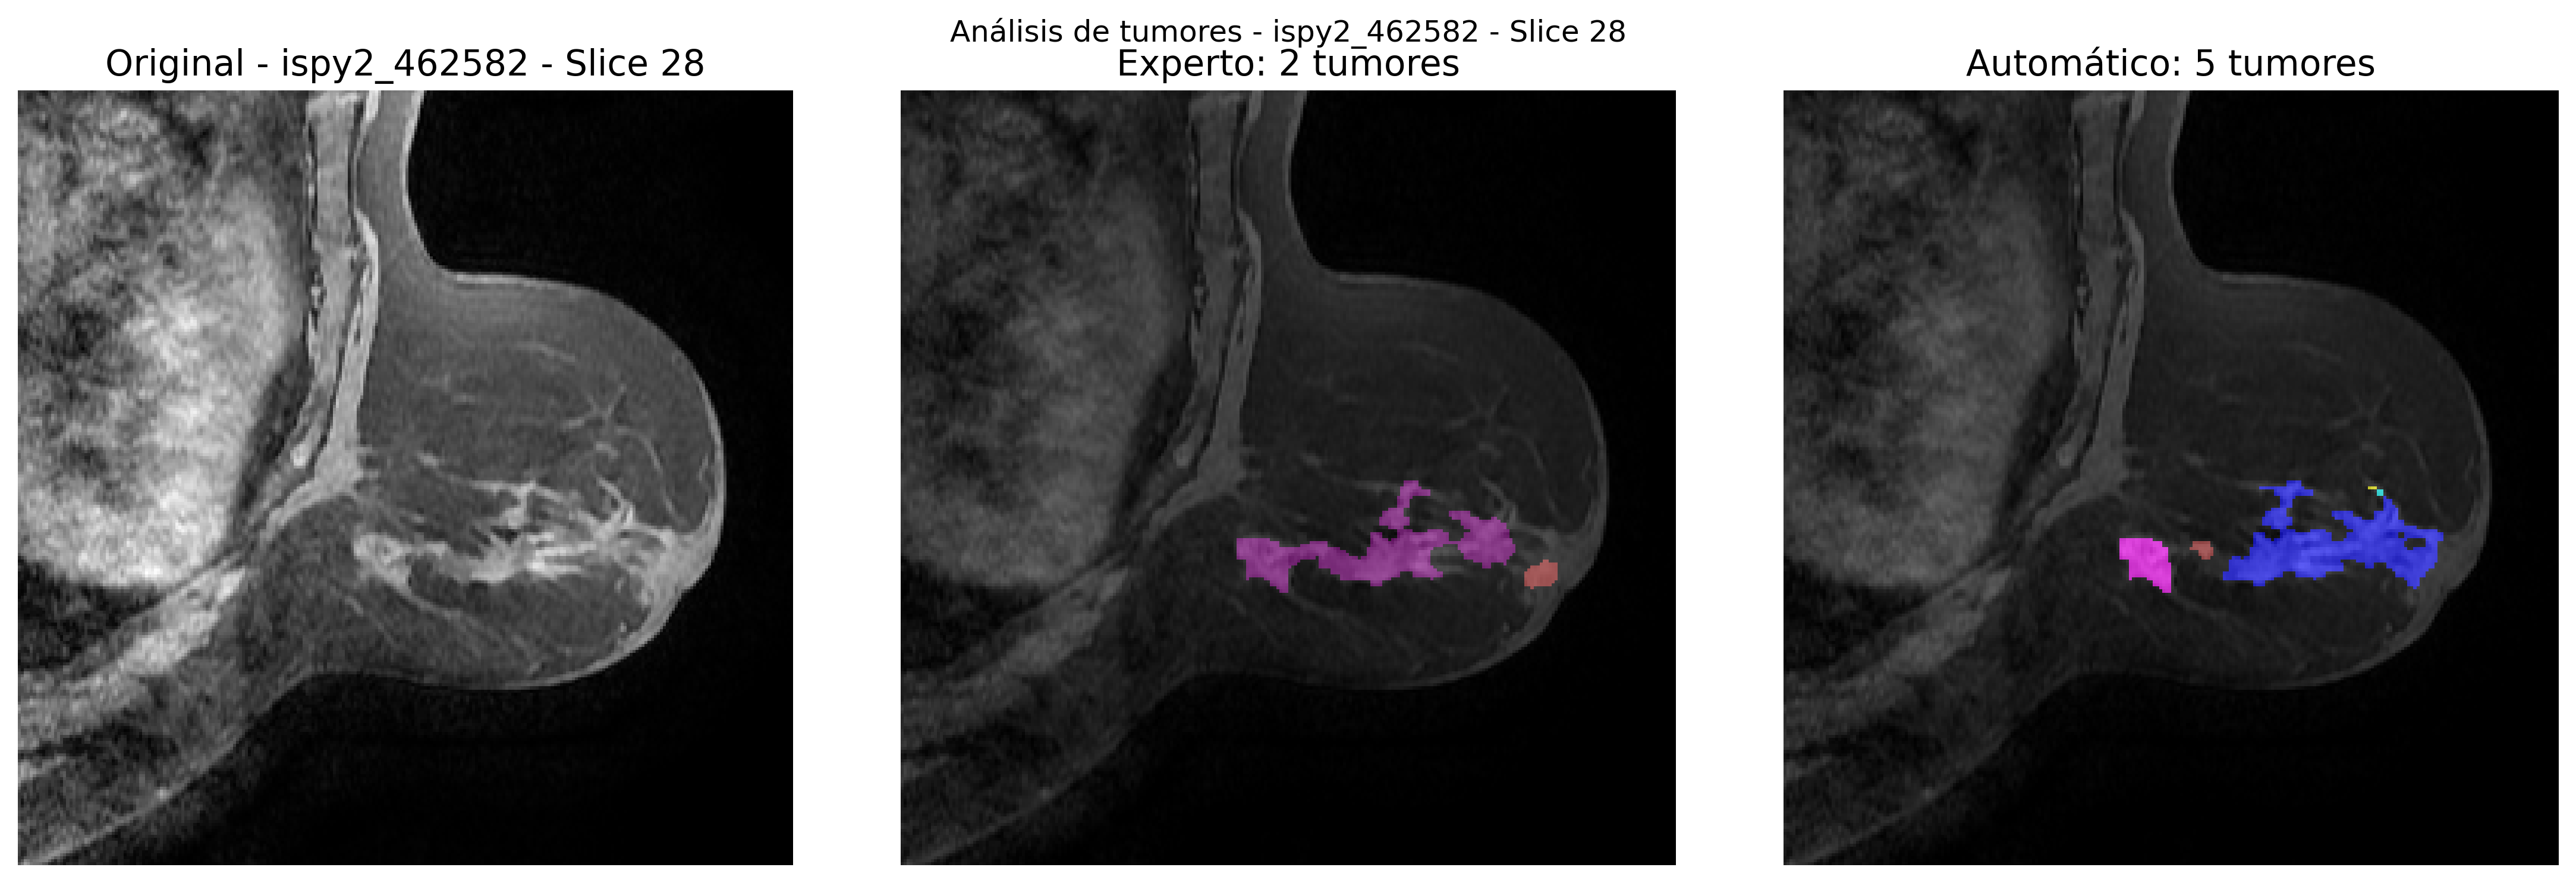 Análisis de tumores - ispy2_462582 - Slice 28
Original - ispy2_462582 - Slice 28
Experto: 2 tumores
Automático: 5 tumores